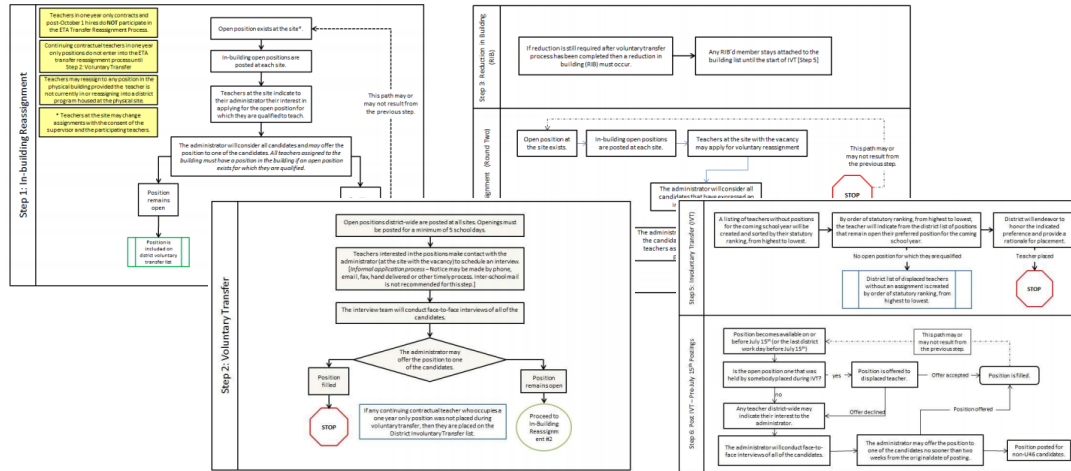 Step 1: In-building Reassignment
Teachers in one year only contracts and
post-October 1 hires do NOT participate in
the ETA Transfer Reassignment Process.
Continuing contractual teachers in one year
only positions do not enter into the ETA
transfer reassignment process until
Step 2: Voluntary Transfer
Teachers may reassign to any position in the
physical building provided the teacher is
not currently in or reassigning into a district
program housed at the physical site.
* Teachers at the site may change
assignments with the consent of the
supervisor and the participating teachers.
Open position exists at the site*.
In-building open positions
are posted at each site.
Teachers at the site indicate to
their administrator their interest in
applying for the open position for
which they are qualified to teach.
This path may or
may not result from
the previous step.
The administrator will consider all candidates and may offer the
position to one of the candidates. All teachers assigned to the
building must have a position in the building if an open position
exists for which they are qualified.
Position
remains
open
Position is
included on
district voluntary
transfer list
Step 2: Voluntary Transfer
Open positions district-wide are posted at all sites. Openings must
be posted for a minimum of 5 school days.
Teachers interested in the positions make contact with the
administrator (at the site with the vacancy) to schedule an interview.
[Informal application process – Notice may be made by phone,
email, fax, hand delivered or other timely process. Inter-school mail
is not recommended for this step.]
The interview team will conduct face-to-face interviews of all of the
candidates.
The administrator may
offer the position to one
of the candidates.
Position
filled
Position
remains open
STOP
If any continuing contractual teacher who occupies a
one year only position was not placed during
voluntary transfer, then they are placed on the
District Involuntary Transfer list.
Proceed to
In-Building
Reassignm
ent #2
Step 3: Reduction in Building
(RIB)
If reduction is still required after voluntary transfer
process has been completed then a reduction in
building (RIB) must occur.
Any RIB'd member stays attached to the
building list until the start of IVT [Step 5]
gnment (Round Two)
Open position at
the site exists.
In-building open positions
are posted at each site.
Teachers at the site with the vacancy
may apply for voluntary reassignment
This path may or
may not result from
the previous step.
The administrator will consider all
candidates that have expressed an
STOP
The administ
the candidat
teachers as
Step 5: Involuntary Transfer (IVT)
A listing of teachers without positions
for the coming school year will be
created and sorted by their statutory
ranking, from highest to lowest.
By order of statutory ranking, from highest to lowest,
the teacher will indicate from the district list of positions
that remain open their preferred position for the coming
school year.
District will endeavor to
honor the indicated
preference and provide a
rationale for placement.
No open position for which they are qualified
Teacher placed
District list of displaced teachers
without an assignment is created
by order of statutory ranking, from
highest to lowest.
STOP
Step 6: Post IVT – Pre-July 15th Postings
Position becomes available on or
before July 15th (or the last district
work day before July 15th)
This path may or
may not result from
the previous step.
Is the open position one that was
held by somebody placed during IVT?
yes
Position is offered to
displaced teacher.
Offer accepted
Position is filled.
no
Offer declined
Any teacher district-wide may
indicate their interest to the
administrator.
Position offered
The administrator will conduct face-to-
face interviews of all of the candidates.
The administrator may offer the position to
one of the candidates no sooner than two
weeks from the original date of posting.
Position posted for
non-U46 candidates.